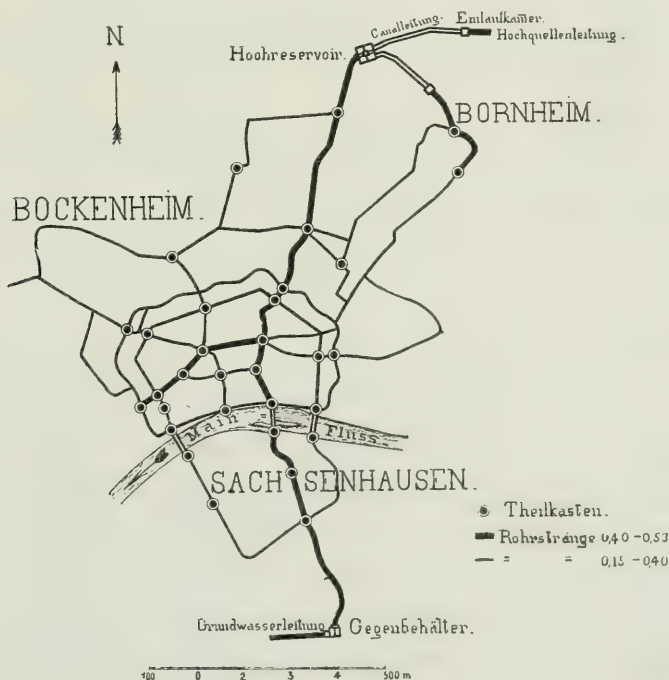 N
Canalleitung. Einlaufkamer.
Hochquellenleitung.
Hochreservoir.
BORNHEIM.
BOCKENHEIM.
Main Fluss.
SACHSENHAUSEN.
Theilkasten.
Rohrstränge 0,40-0,53
" " 0,15-0,40
Grundwasserleitung Gegenbehälter.
100 0 2 3 4 500 m